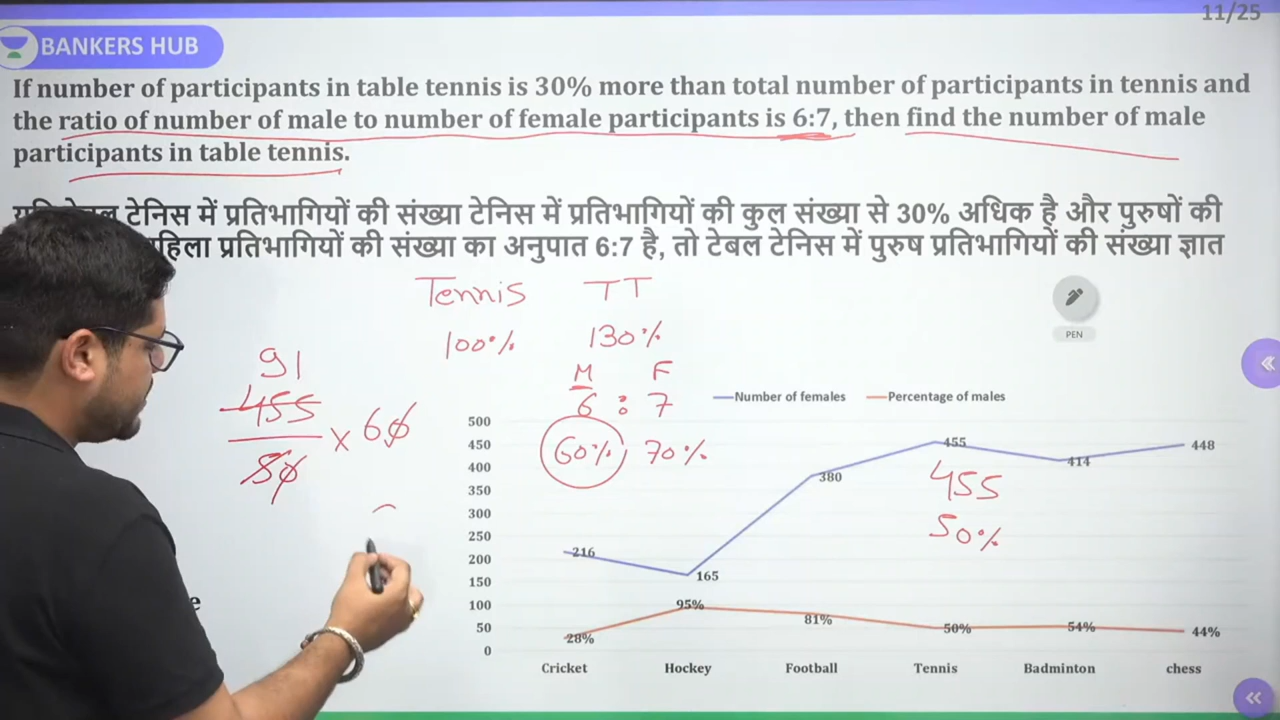 11/25
BANKERS HUB
If number of participants in table tennis is 30% more than total number of participants in tennis and
the ratio of number of male to number of female participants is 6:7, then find the number of male
participants in table tennis.
टेनिस में प्रतिभागियों की संख्या टेनिस में प्रतिभागियों की कुल संख्या से 30% अधिक है और पुरुषों की
प्रतिभागियों की संख्या का अनुपात 6:7 है, तो टेबल टेनिस में पुरुष प्रतिभागियों की संख्या ज्ञात
Tennis TT
100% 130%
M F
6 : 7
60% 70%
91
455
50
x 60
PEN
Number of females Percentage of males
500
450
400
350
300
250
200
150
100
50
0
216
165
380
455
414
448
455
50%
28%
95%
81%
50%
54%
44%
Cricket Hockey Football Tennis Badminton chess